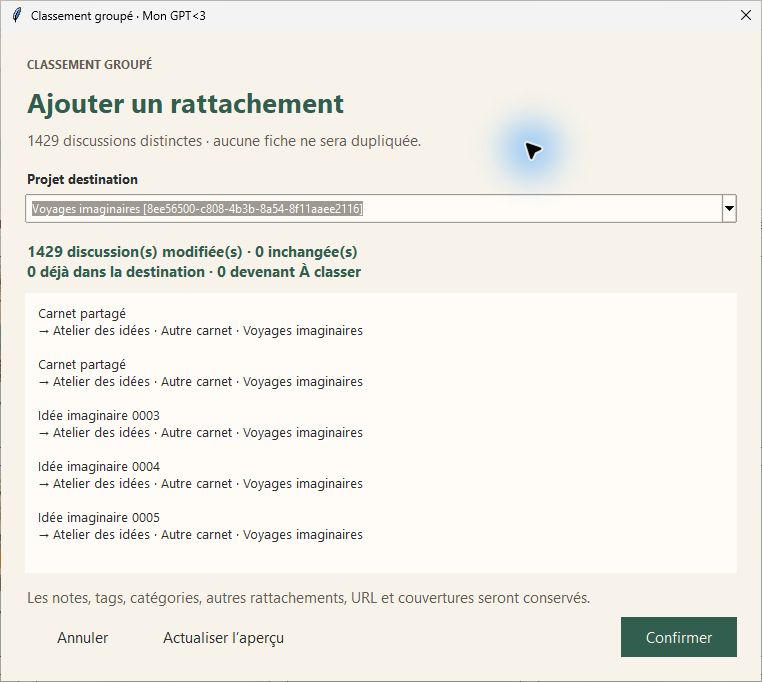 Classement groupé · Mon GPT<3
CLASSEMENT GROUPÉ
Ajouter un rattachement
1429 discussions distinctes · aucune fiche ne sera dupliquée.
Projet destination
Voyages imaginaires [8ee56500-c808-4b3b-8a54-8f11aaee2116]
1429 discussion(s) modifiée(s) · 0 inchangée(s)
0 déjà dans la destination · 0 devenant À classer
Carnet partagé
→ Atelier des idées · Autre carnet · Voyages imaginaires
Carnet partagé
→ Atelier des idées · Autre carnet · Voyages imaginaires
Idée imaginaire 0003
→ Atelier des idées · Autre carnet · Voyages imaginaires
Idée imaginaire 0004
→ Atelier des idées · Autre carnet · Voyages imaginaires
Idée imaginaire 0005
→ Atelier des idées · Autre carnet · Voyages imaginaires
Les notes, tags, catégories, autres rattachements, URL et couvertures seront conservés.
Annuler Actualiser l’aperçu Confirmer